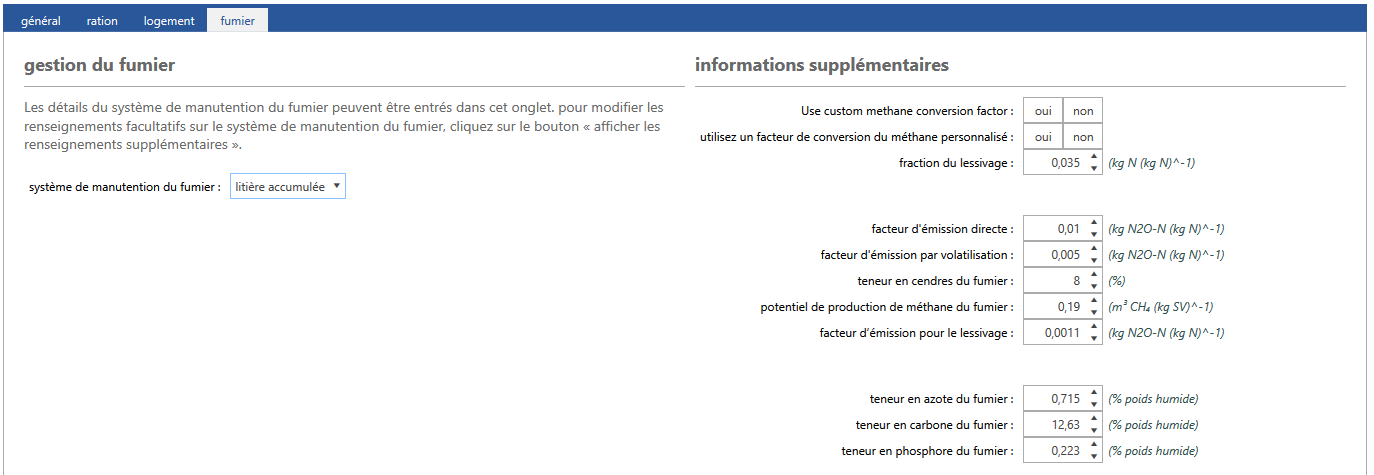 général ration logement fumier
gestion du fumier
Les détails du système de manutention du fumier peuvent être entrés dans cet onglet. pour modifier les
renseignements facultatifs sur le système de manutention du fumier, cliquez sur le bouton « afficher les
renseignements supplémentaires ».
système de manutention du fumier : litière accumulée
informations supplémentaires
Use custom methane conversion factor : oui non
utilisez un facteur de conversion du méthane personnalisé : oui non
fraction du lessivage : 0,035 (kg N (kg N)^-1)
facteur d'émission directe : 0,01 (kg N2O-N (kg N)^-1)
facteur d'émission par volatilisation : 0,005 (kg N2O-N (kg N)^-1)
teneur en cendres du fumier : 8 (%)
potentiel de production de méthane du fumier : 0,19 (m³ CH₄ (kg SV)^-1)
facteur d’émission pour le lessivage : 0,0011 (kg N2O-N (kg N)^-1)
teneur en azote du fumier : 0,715 (% poids humide)
teneur en carbone du fumier : 12,63 (% poids humide)
teneur en phosphore du fumier : 0,223 (% poids humide)